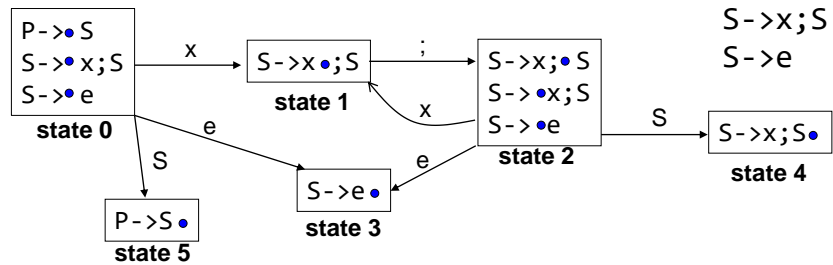 P->• S
S->• x;S
S->• e
state 0
x
S->x •;S
state 1
;
S->x;• S
S-> •x;S
S-> •e
state 2
x
e
S
e
S->e •
state 3
S
S->x;S•
state 4
P->S •
state 5
S->x;S
S->e